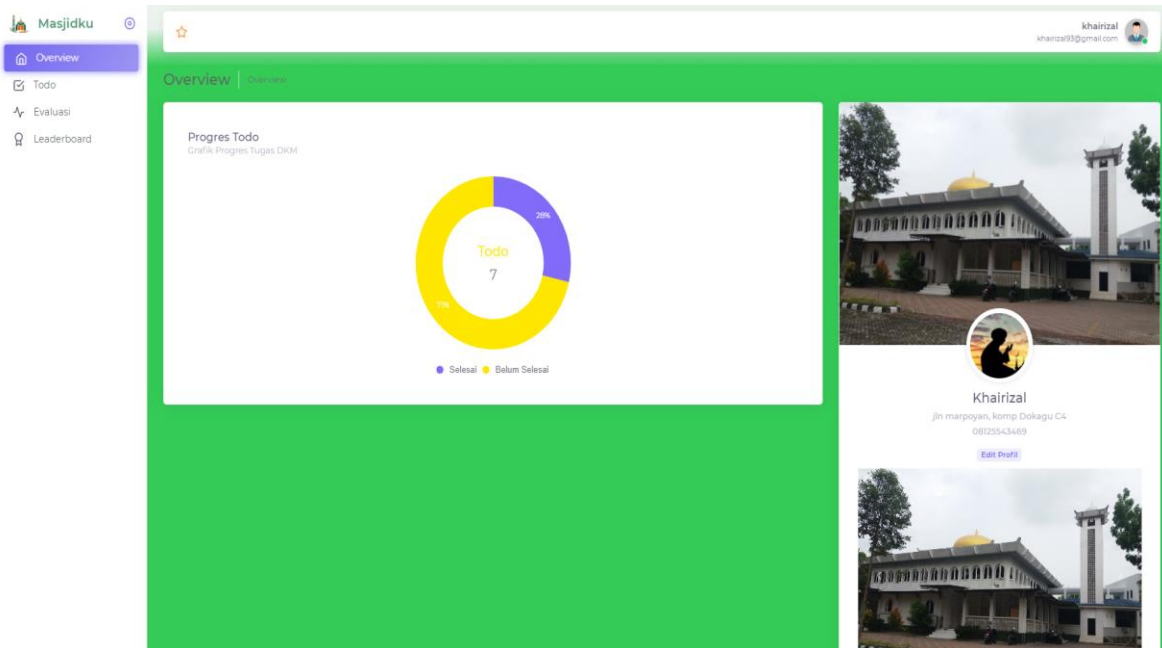 Masjidku
Overview
Todo
Evaluasi
Leaderboard
khairizal
khairizal93@gmail.com
Overview
Overview
Progres Todo
Grafik Progres Tugas DKM
28%
Todo
7
71%
Selesai
Belum Selesai
Khairizal
jln marpoyan, komp Dokagu C4
08125543489
Edit Profil